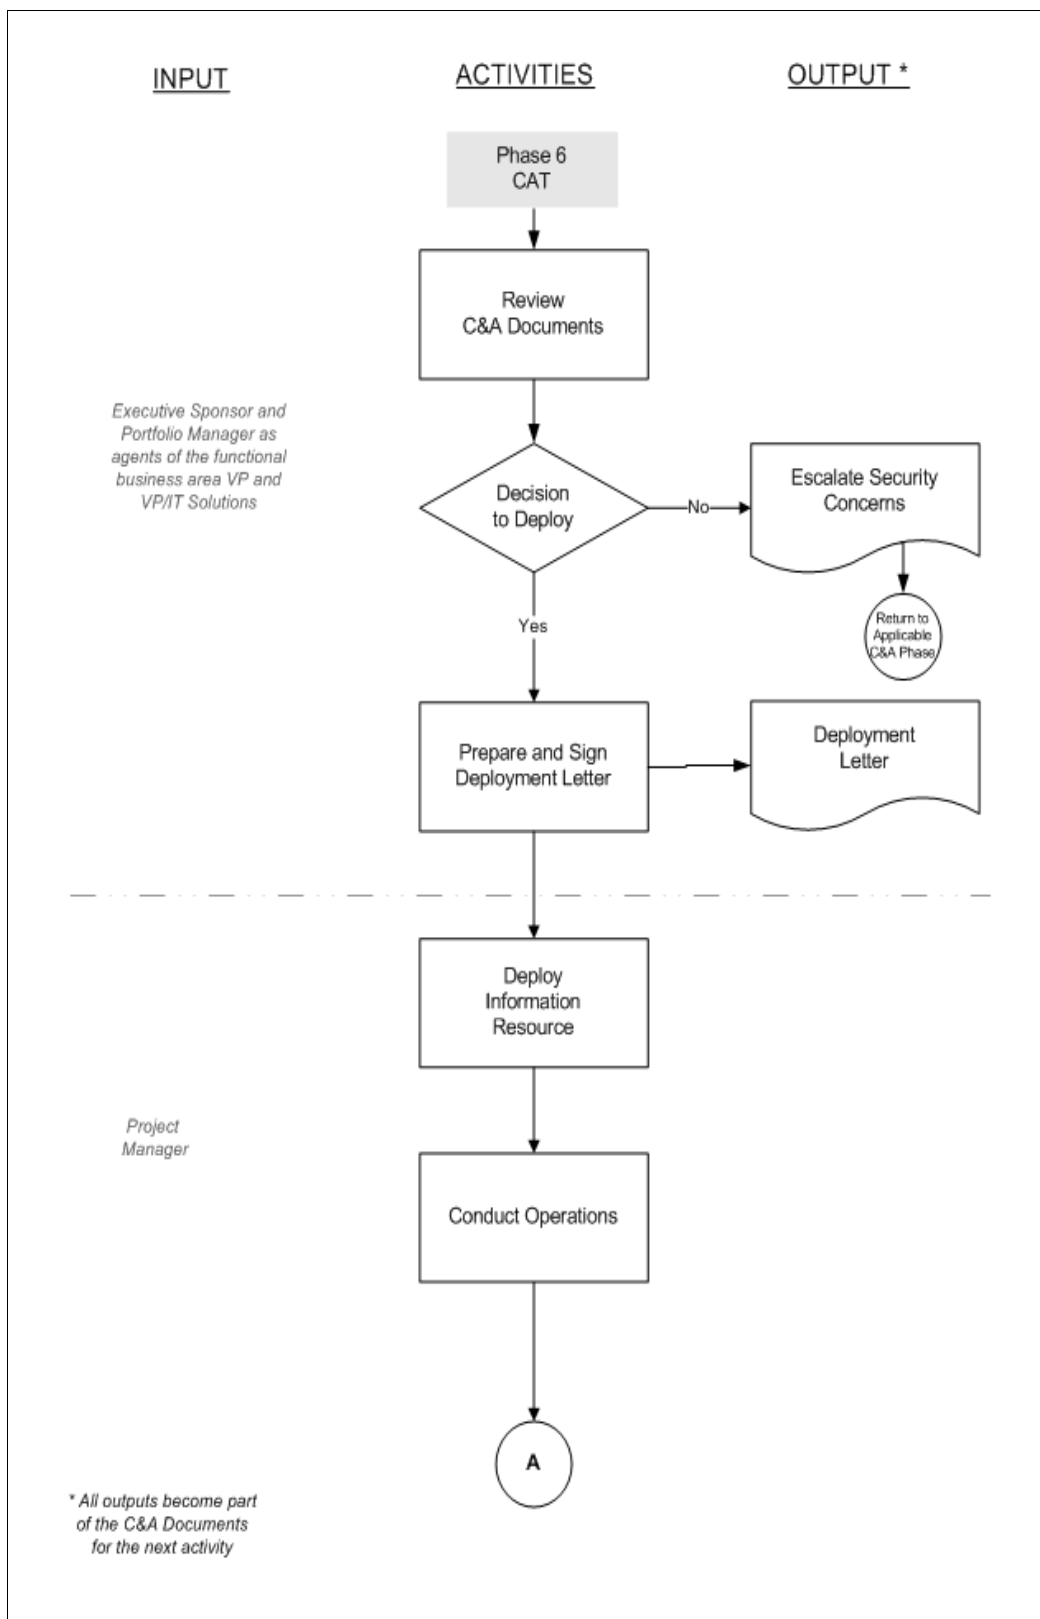 INPUT
ACTIVITIES
OUTPUT *
Phase 6
CAT
Review
C&A Documents
Executive Sponsor and
Portfolio Manager as
agents of the functional
business area VP and
VP/IT Solutions
Decision
to Deploy
No
Escalate Security
Concerns
Return to
Applicable
C&A Phase
Yes
Prepare and Sign
Deployment Letter
Deployment
Letter
Deploy
Information
Resource
Project
Manager
Conduct Operations
A
* All outputs become part
of the C&A Documents
for the next activity